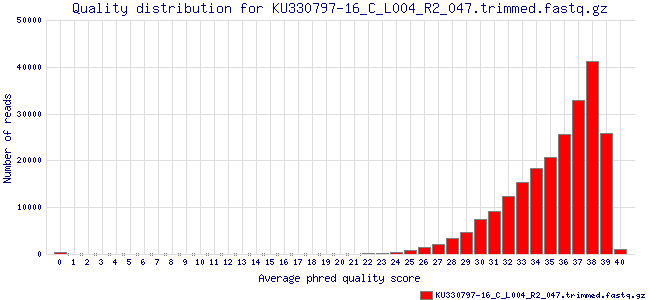 Quality distribution for KU330797-16_C_L004_R2_047.trimmed.fastq.gz
50000
40000
30000
20000
10000
0
Number of reads
0 1 2 3 4 5 6 7 8 9 10 11 12 13 14 15 16 17 18 19 20 21 22 23 24 25 26 27 28 29 30 31 32 33 34 35 36 37 38 39 40
Average phred quality score
KU330797-16_C_L004_R2_047.trimmed.fastq.gz